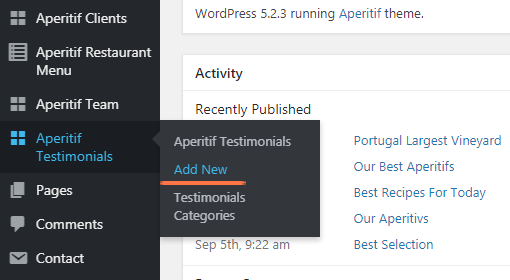 Aperitif Clients
Aperitif Restaurant
Menu
Aperitif Team
Aperitif
Testimonials
Pages
Comments
Contact
Aperitif Testimonials
Add New
Testimonials
Categories
WordPress 5.2.3 running Aperitif theme.
Activity
Recently Published
Portugal Largest Vineyard
Our Best Aperitifs
Best Recipes For Today
Our Aperitivs
Sep 5th, 9:22 am Best Selection